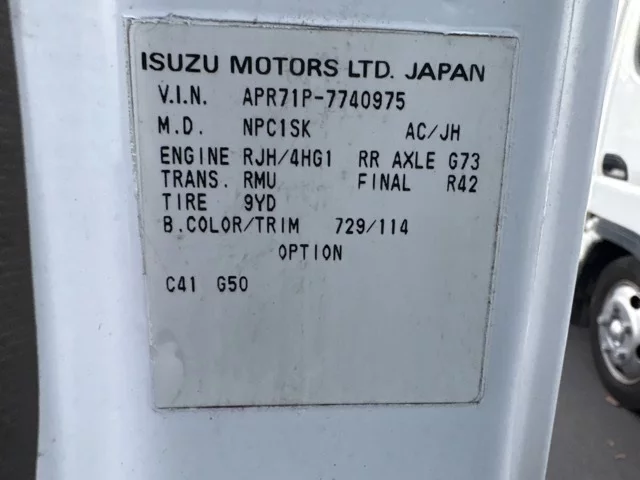 ISUZU MOTORS LTD. JAPAN
V.I.N. APR71P-7740975
M.D. NPC1SK AC/JH
ENGINE RJH/4HG1 RR AXLE G73
TRANS. RMU FINAL R42
TIRE 9YD
B.COLOR/TRIM 729/114
OPTION
C41 G50